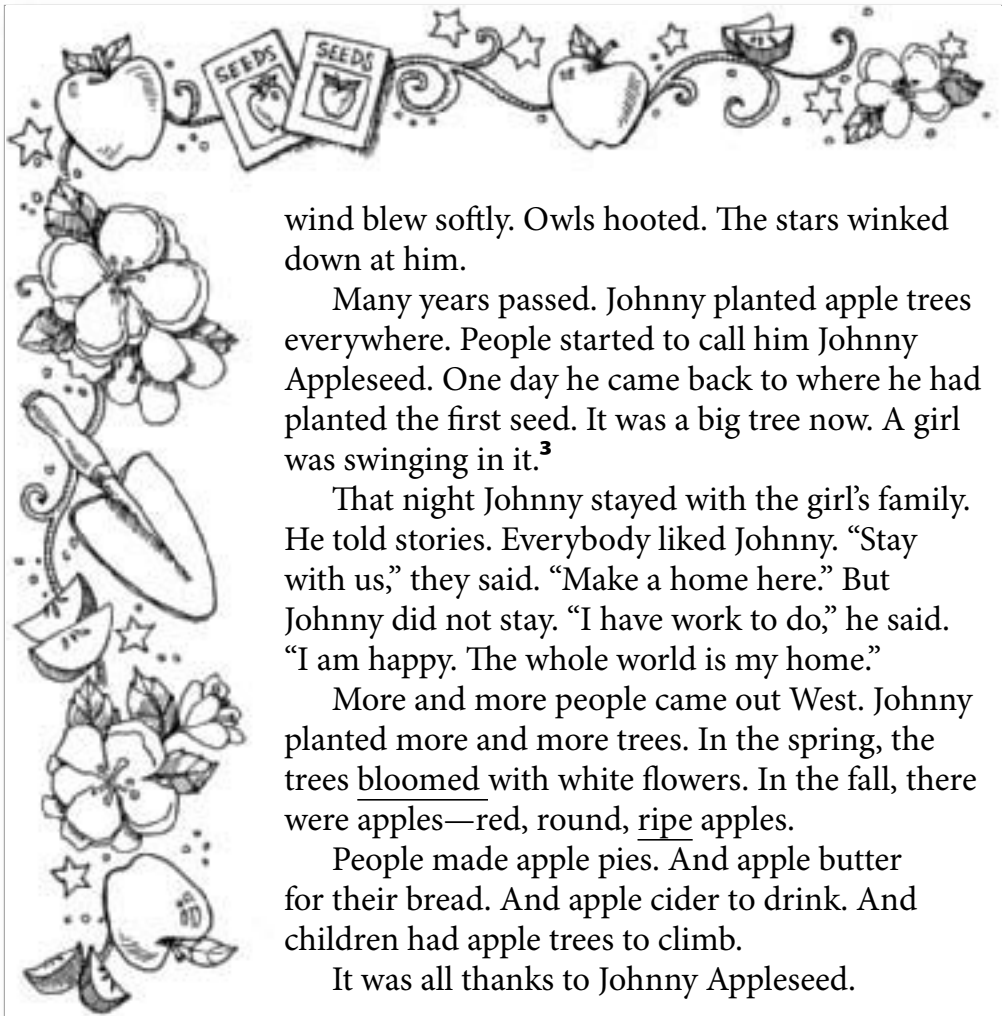 SEEDS
SEEDS
wind blew softly. Owls hooted. The stars winked
down at him.
Many years passed. Johnny planted apple trees
everywhere. People started to call him Johnny
Appleseed. One day he came back to where he had
planted the first seed. It was a big tree now. A girl
was swinging in it.³
That night Johnny stayed with the girl’s family.
He told stories. Everybody liked Johnny. “Stay
with us,” they said. “Make a home here.” But
Johnny did not stay. “I have work to do,” he said.
“I am happy. The whole world is my home.”
More and more people came out West. Johnny
planted more and more trees. In the spring, the
trees bloomed with white flowers. In the fall, there
were apples—red, round, ripe apples.
People made apple pies. And apple butter
for their bread. And apple cider to drink. And
children had apple trees to climb.
It was all thanks to Johnny Appleseed.